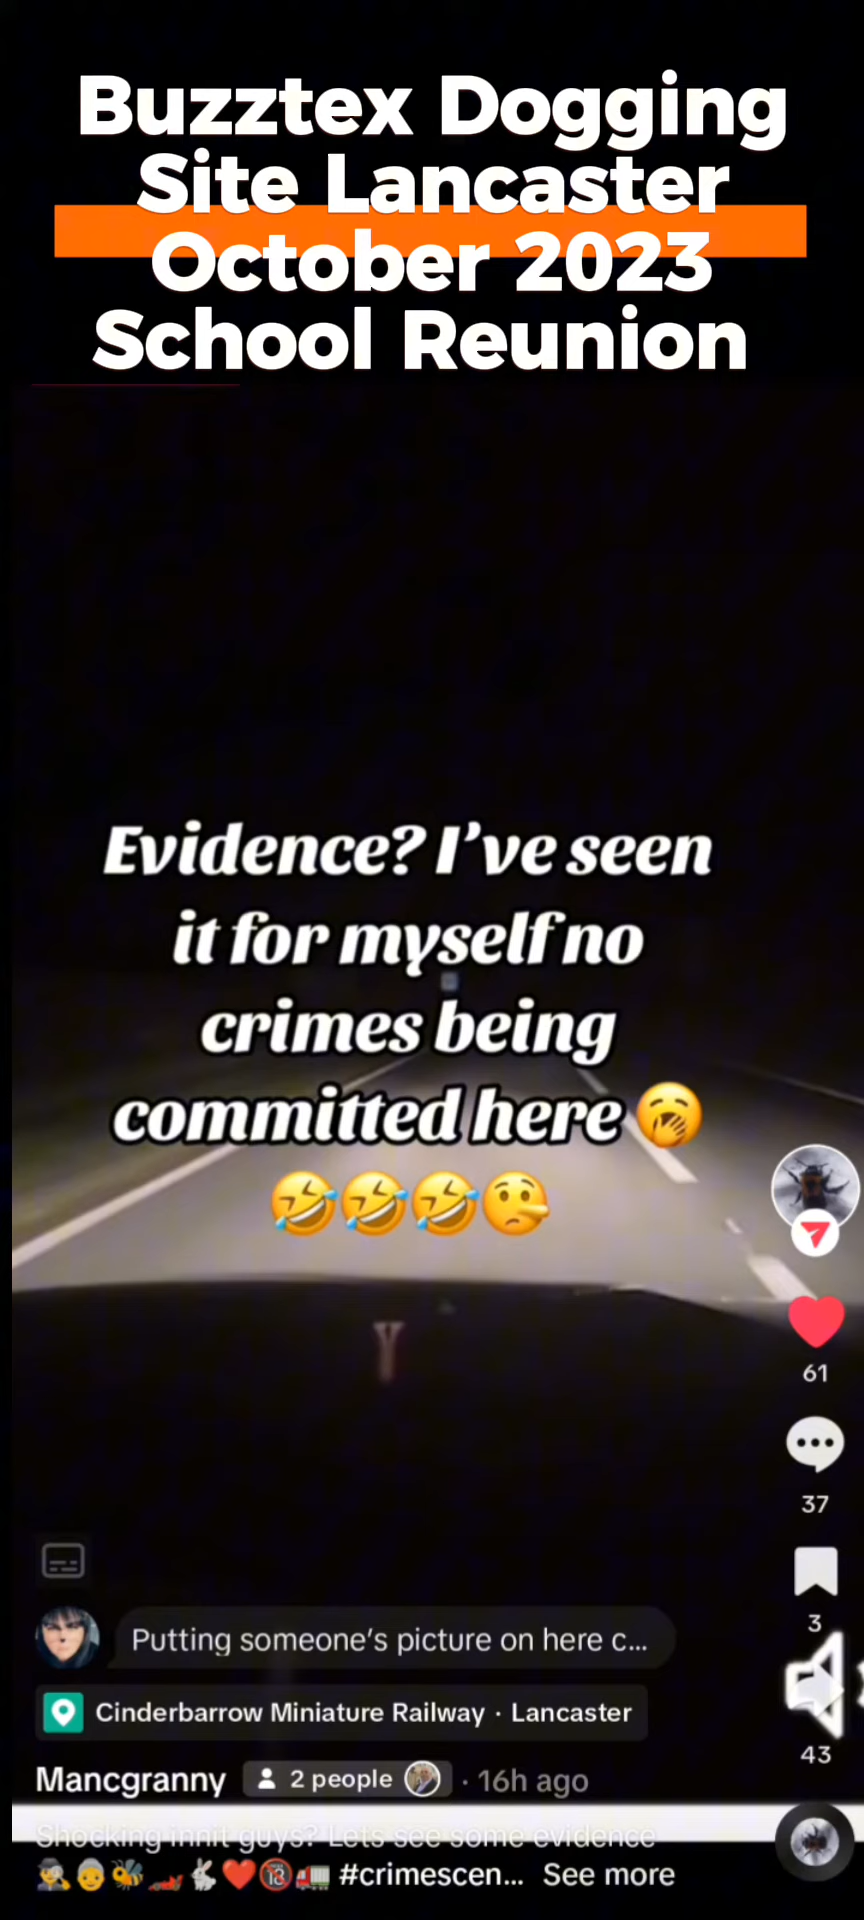 Buzztex Dogging
Site Lancaster
October 2023
School Reunion
Evidence? I’ve seen
it for myself no
crimes being
committed here 🥱
🤣🤣🤣🤥
61
37
3
43
Putting someone’s picture on here c...
Cinderbarrow Miniature Railway · Lancaster
Mancgranny 2 people · 16h ago
Shocking innit guys? Lets see some evidence
🕵️👵🐝🏎️🐇❤️🔞🚛 #crimescen... See more